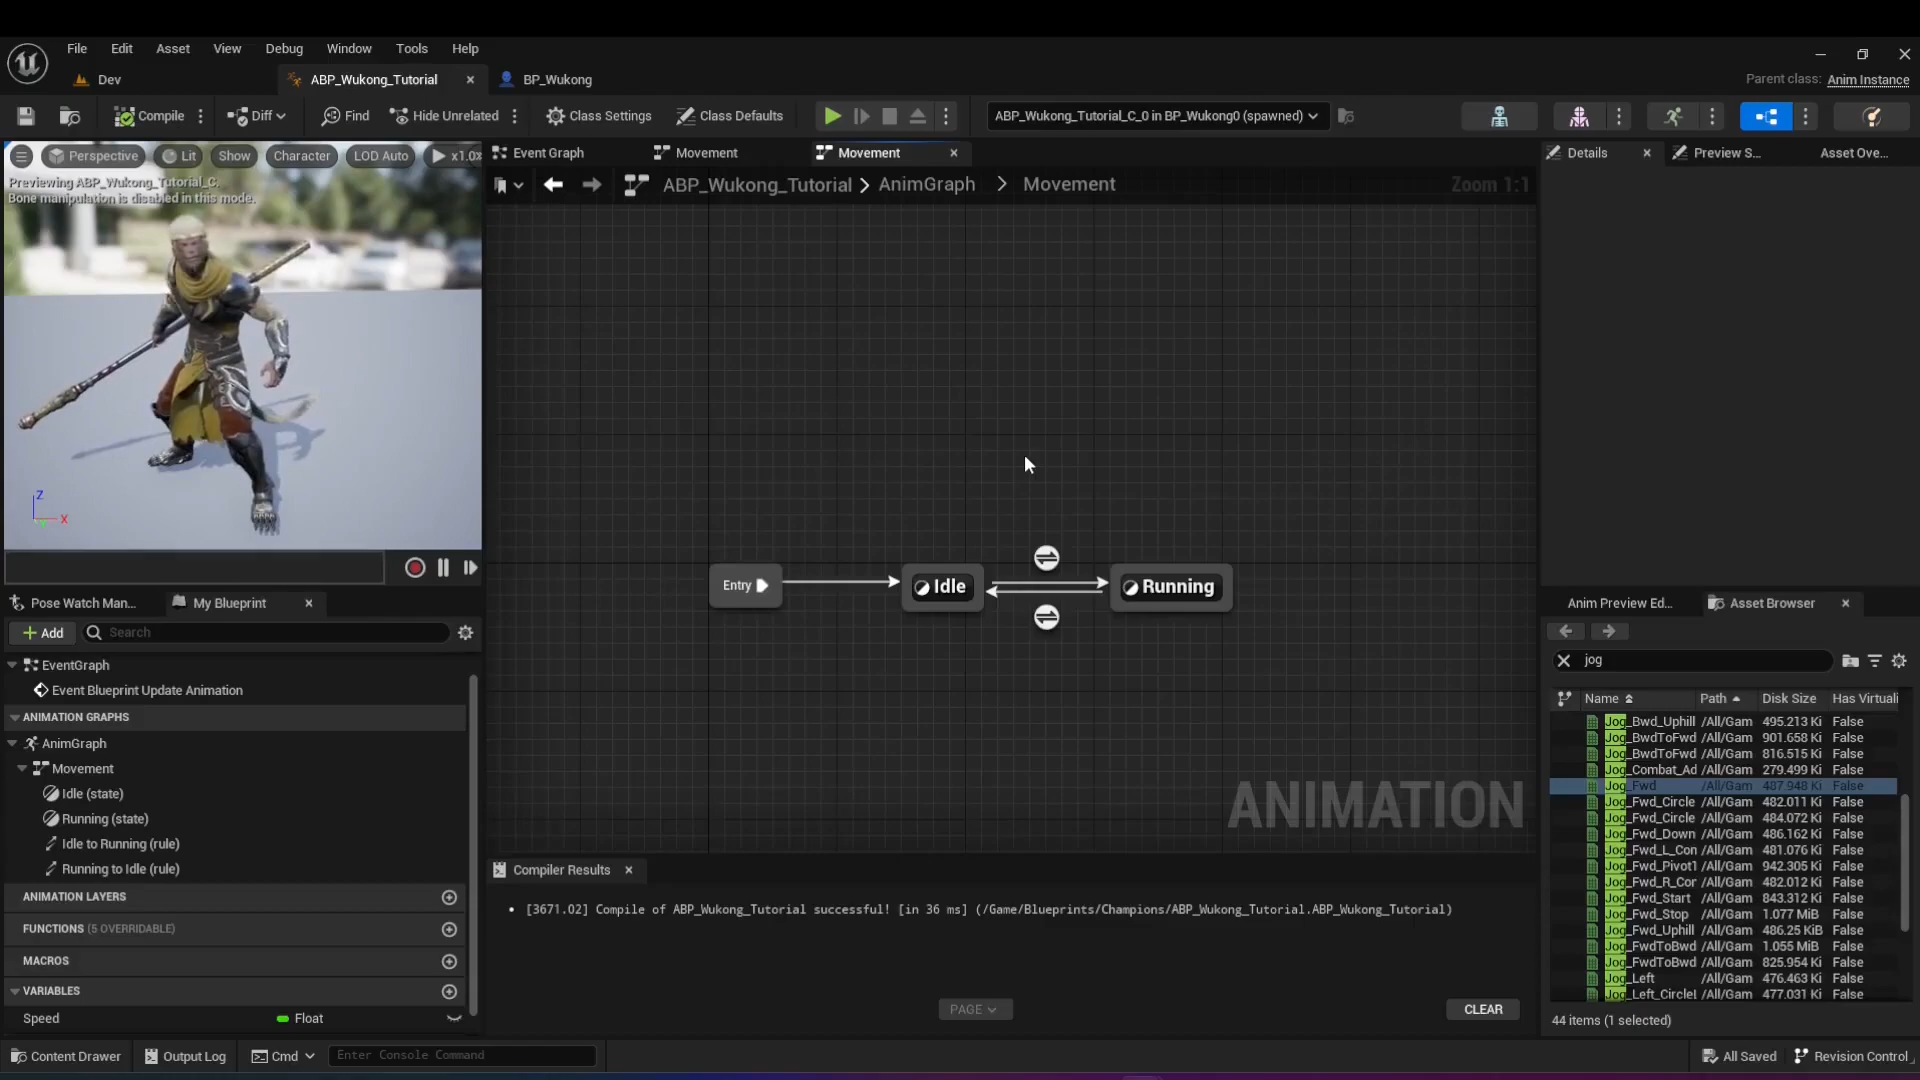 File Edit Asset View Debug Window Tools Help
Dev ABP_Wukong_Tutorial BP_Wukong Parent class: Anim Instance
Compile Diff Find Hide Unrelated Class Settings Class Defaults ABP_Wukong_Tutorial_C_0 in BP_Wukong0 (spawned)
Perspective Lit Show Character LOD Auto x1.0
Previewing ABP_Wukong_Tutorial_C.
Bone manipulation is disabled in this mode.
Z
X
Event Graph Movement Movement
ABP_Wukong_Tutorial > AnimGraph > Movement Zoom 1:1
Entry Idle Running
ANIMATION
Details Preview S... Asset Ove...
Pose Watch Man... My Blueprint
Add Search
EventGraph
Event Blueprint Update Animation
ANIMATION GRAPHS
AnimGraph
Movement
Idle (state)
Running (state)
Idle to Running (rule)
Running to Idle (rule)
ANIMATION LAYERS
FUNCTIONS (5 OVERRIDABLE)
MACROS
VARIABLES
Speed Float
Compiler Results
• [3671.02] Compile of ABP_Wukong_Tutorial successful! [in 36 ms] (/Game/Blueprints/Champions/ABP_Wukong_Tutorial.ABP_Wukong_Tutorial)
PAGE CLEAR
Anim Preview Ed... Asset Browser
jog
Name Path Disk Size Has Virtuali
Jog_Bwd_Uphill /All/Gam 495.213 Ki False
Jog_BwdToFwd /All/Gam 901.658 Ki False
Jog_BwdToFwd /All/Gam 816.515 Ki False
Jog_Combat_Ad /All/Gam 279.499 Ki False
Jog_Fwd /All/Gam 487.948 Ki False
Jog_Fwd_Circle /All/Gam 482.011 Ki False
Jog_Fwd_Circle /All/Gam 484.072 Ki False
Jog_Fwd_Down /All/Gam 486.162 Ki False
Jog_Fwd_L_Con /All/Gam 481.076 Ki False
Jog_Fwd_Pivot1 /All/Gam 942.305 Ki False
Jog_Fwd_R_Cor /All/Gam 482.012 Ki False
Jog_Fwd_Start /All/Gam 843.312 Ki False
Jog_Fwd_Stop /All/Gam 1.077 MiB False
Jog_Fwd_Uphill /All/Gam 486.25 KiB False
Jog_FwdToBwd /All/Gam 1.055 MiB False
Jog_FwdToBwd /All/Gam 825.954 Ki False
Jog_Left /All/Gam 476.463 Ki False
Jog_Left_CircleL /All/Gam 477.031 Ki False
44 items (1 selected)
Content Drawer Output Log Cmd Enter Console Command All Saved Revision Control